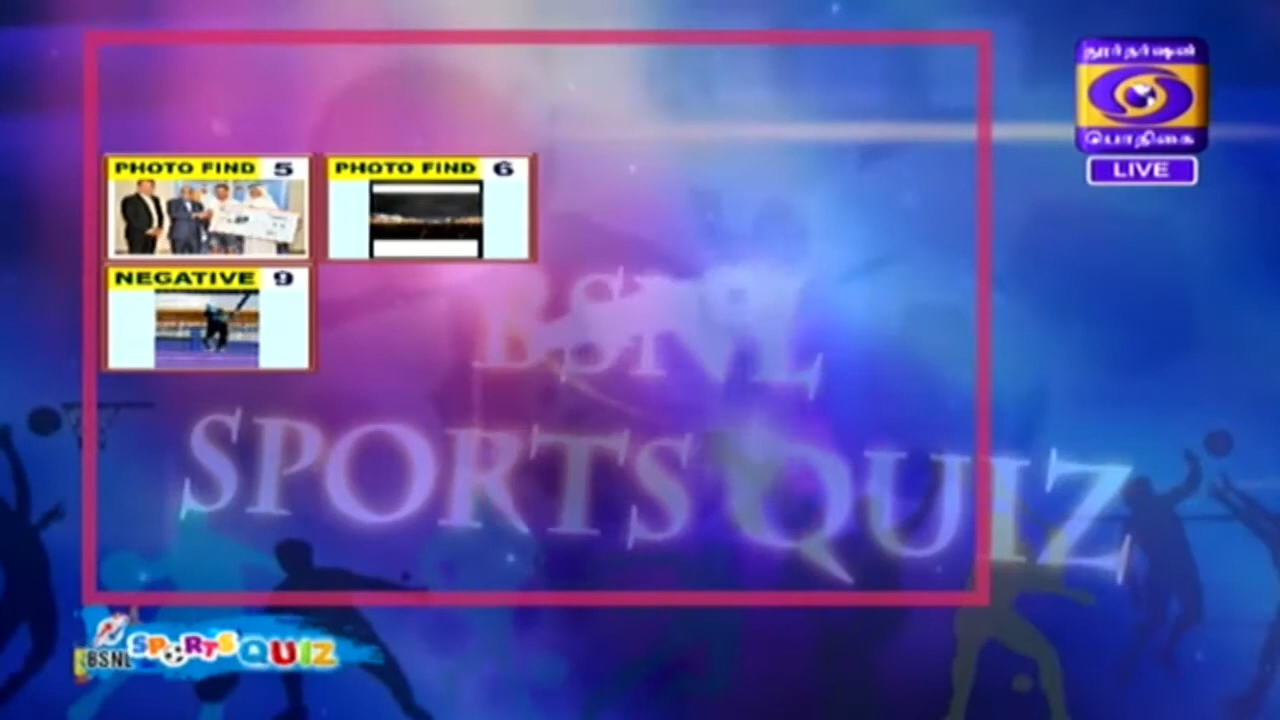 தூர்தர்ஷன்
பொதிகை
LIVE
PHOTO FIND 5
PHOTO FIND 6
NEGATIVE 9
BSNL
SPORTS QUIZ
BSNL SPORTS QUIZ